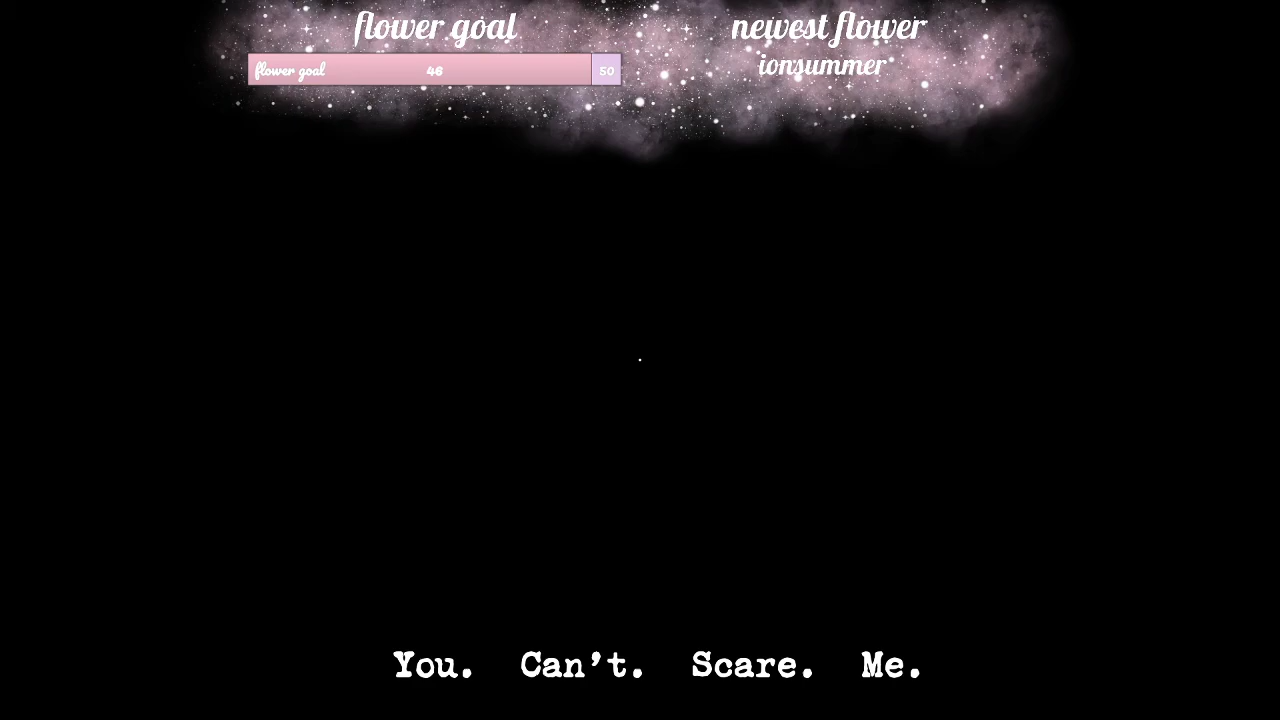 flower goal
newest flower
flower goal 46 50
ionsummer
You. Can't. Scare. Me.